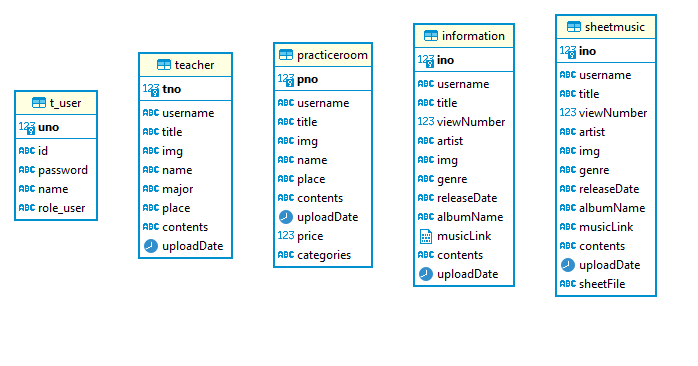 t_user
123 uno
ABC id
ABC password
ABC name
ABC role_user
teacher
123 tno
ABC username
ABC title
ABC img
ABC name
ABC major
ABC place
ABC contents
uploadDate
practiceroom
123 pno
ABC username
ABC title
ABC img
ABC name
ABC place
ABC contents
uploadDate
123 price
ABC categories
information
123 ino
ABC username
ABC title
123 viewNumber
ABC artist
ABC img
ABC genre
ABC releaseDate
ABC albumName
musicLink
ABC contents
uploadDate
sheetmusic
123 ino
ABC username
ABC title
123 viewNumber
ABC artist
ABC img
ABC genre
ABC releaseDate
ABC albumName
ABC musicLink
ABC contents
uploadDate
ABC sheetFile